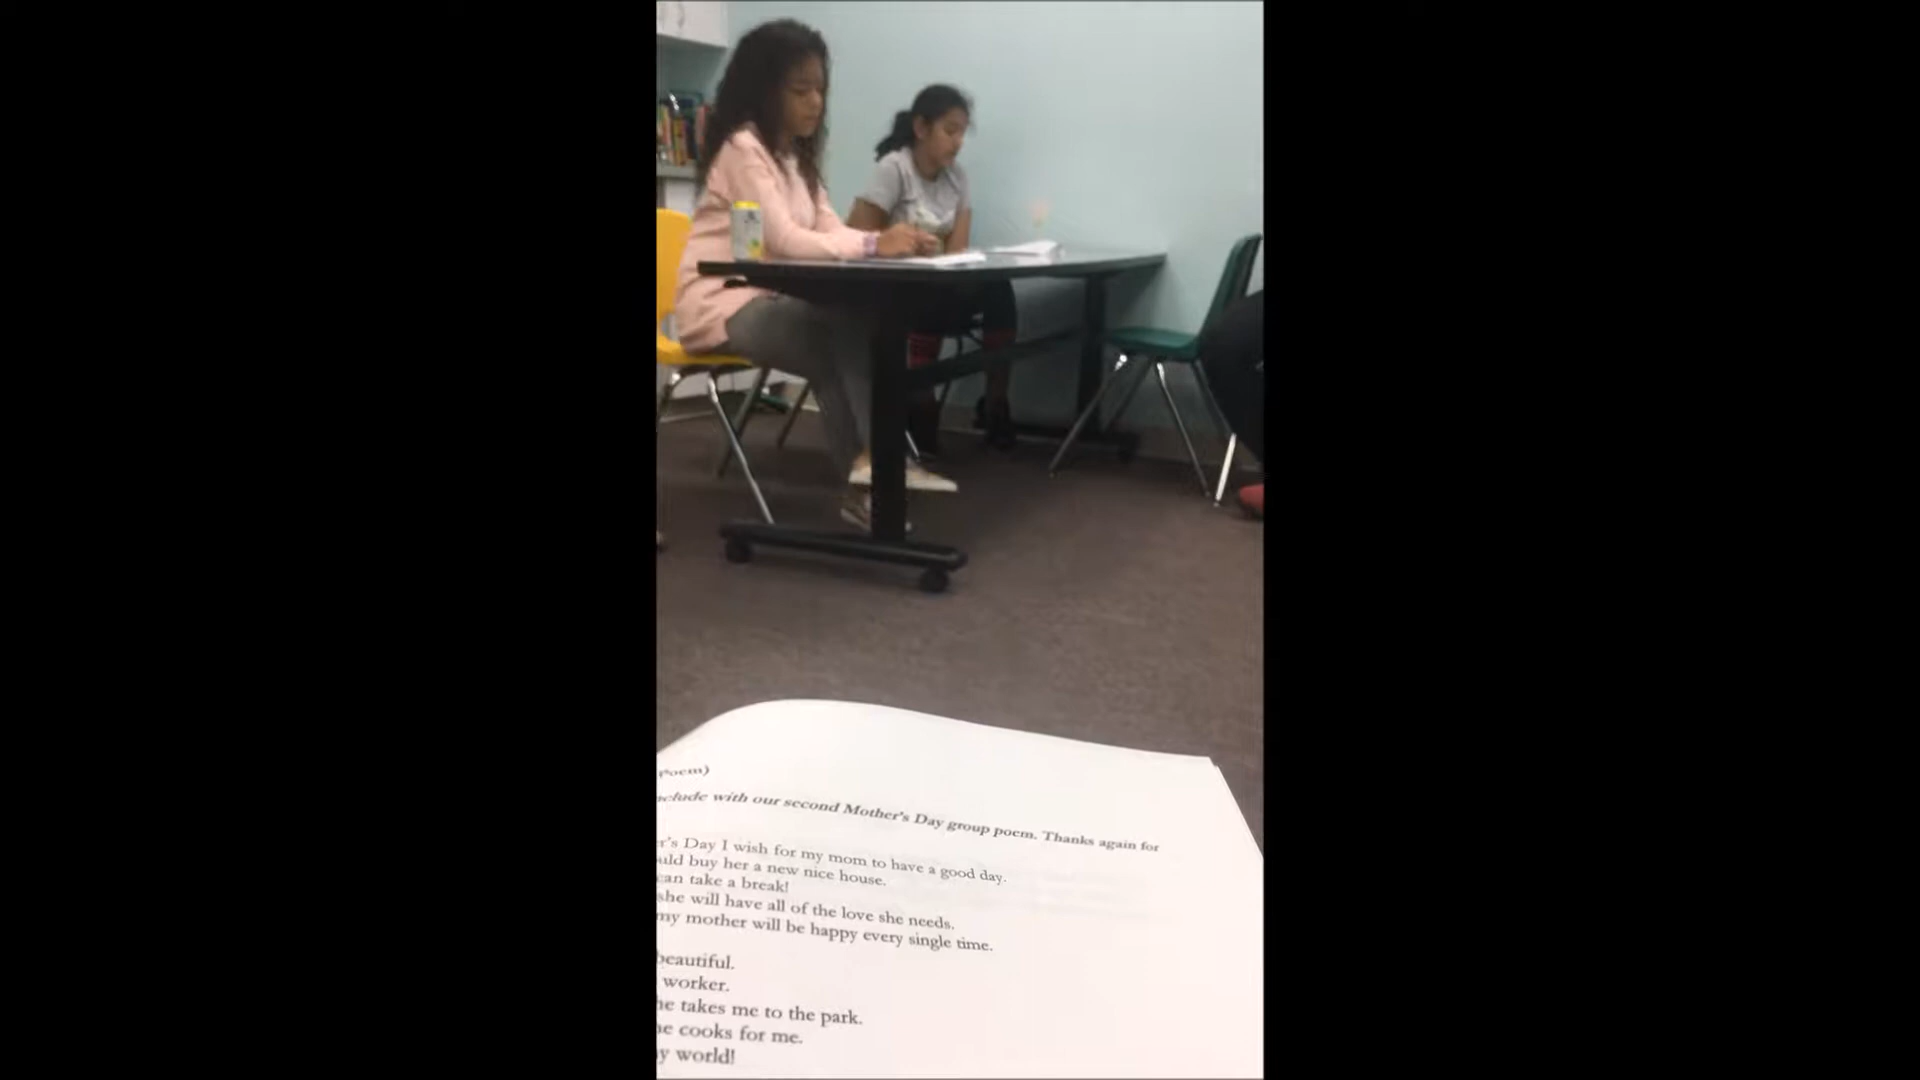 Poem)
nclude with our second Mother's Day group poem. Thanks again for
r's Day I wish for my mom to have a good day.
uld buy her a new nice house.
can take a break!
she will have all of the love she needs.
my mother will be happy every single time.
beautiful.
worker.
he takes me to the park.
he cooks for me.
y world!